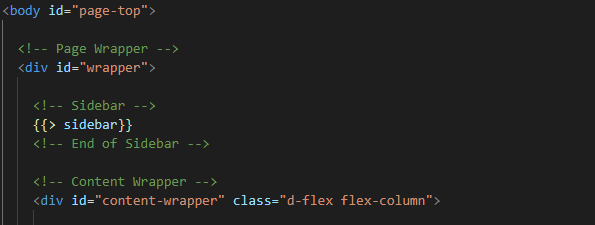 <body id="page-top">
<!-- Page Wrapper -->
<div id="wrapper">
<!-- Sidebar -->
{{> sidebar}}
<!-- End of Sidebar -->
<!-- Content Wrapper -->
<div id="content-wrapper" class="d-flex flex-column">